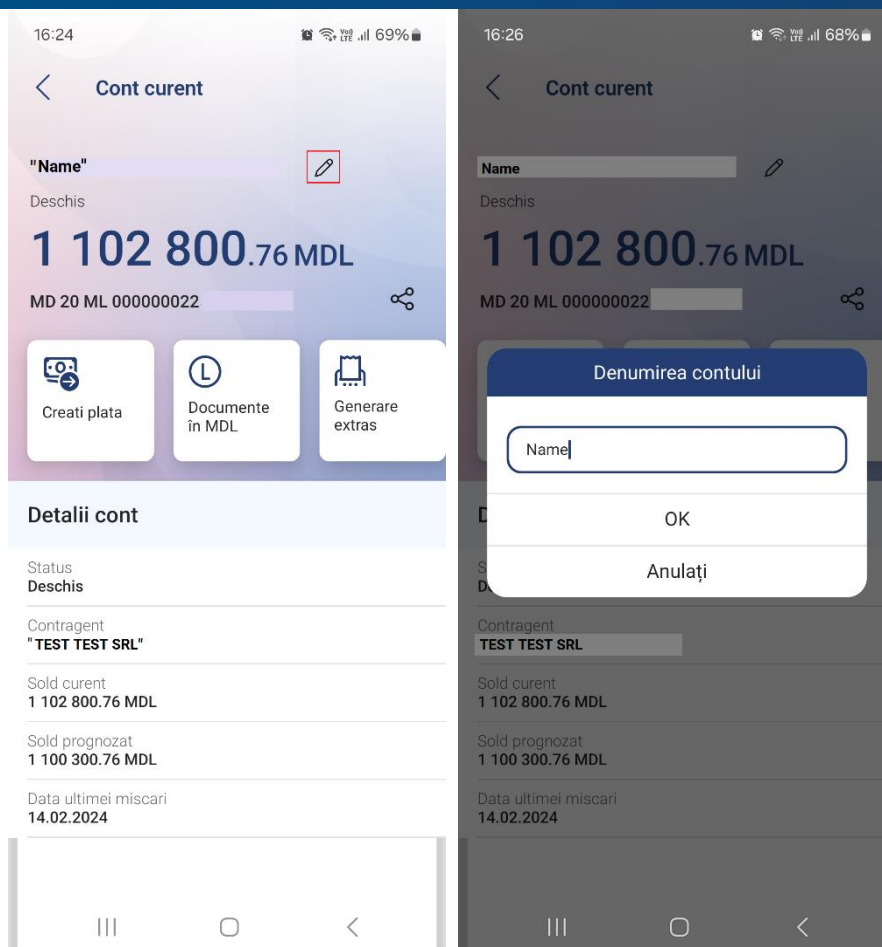 16:24
Vo)) LTE 69%
Cont curent
"Name"
Deschis
1 102 800.76 MDL
MD 20 ML 000000022
Creati plata
L
Documente
în MDL
Generare
extras
Detalii cont
Status
Deschis
Contragent
"TEST TEST SRL"
Sold curent
1 102 800.76 MDL
Sold prognozat
1 100 300.76 MDL
Data ultimei miscari
14.02.2024
16:26
Vo)) LTE 68%
Cont curent
Name
Deschis
1 102 800.76 MDL
MD 20 ML 000000022
Denumirea contului
Name
OK
Anulați
D
S
D
Contragent
TEST TEST SRL
Sold curent
1 102 800.76 MDL
Sold prognozat
1 100 300.76 MDL
Data ultimei miscari
14.02.2024